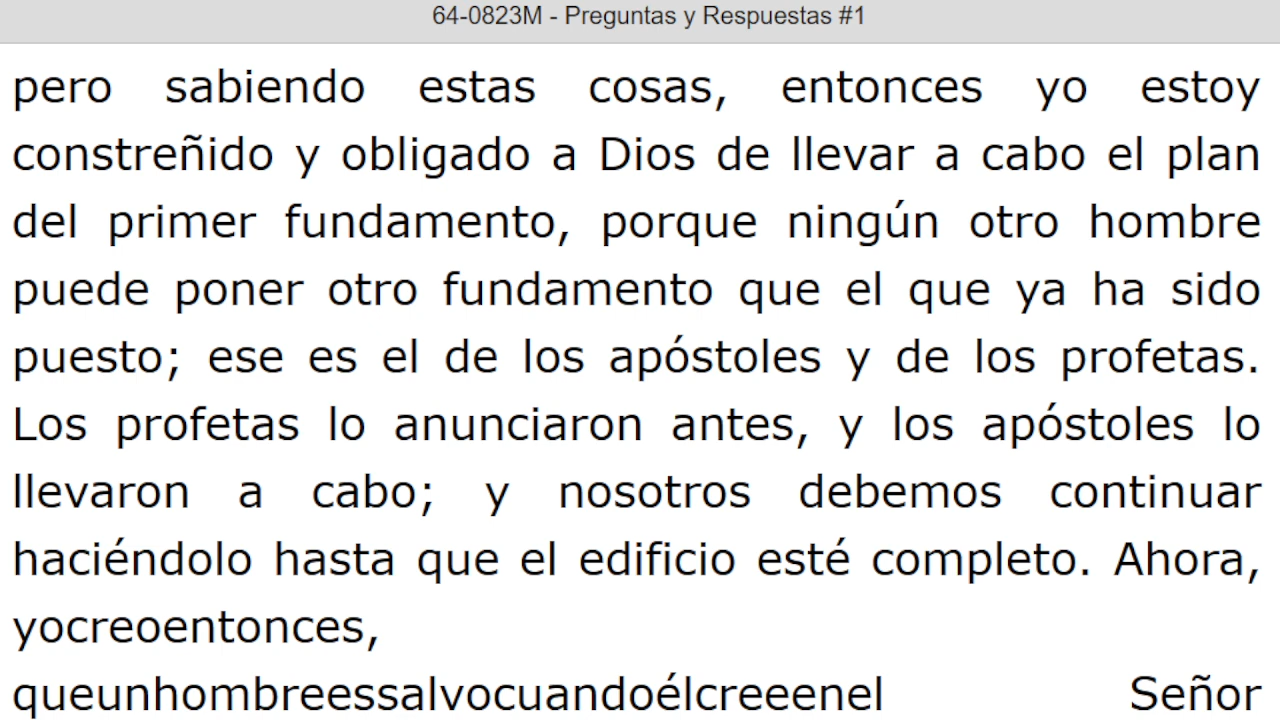 64-0823M - Preguntas y Respuestas #1
pero sabiendo estas cosas, entonces yo estoy
constreñido y obligado a Dios de llevar a cabo el plan
del primer fundamento, porque ningún otro hombre
puede poner otro fundamento que el que ya ha sido
puesto; ese es el de los apóstoles y de los profetas.
Los profetas lo anunciaron antes, y los apóstoles lo
llevaron a cabo; y nosotros debemos continuar
haciéndolo hasta que el edificio esté completo. Ahora,
yocreoentonces,
queunhombreessalvocuandoélcreeenel Señor